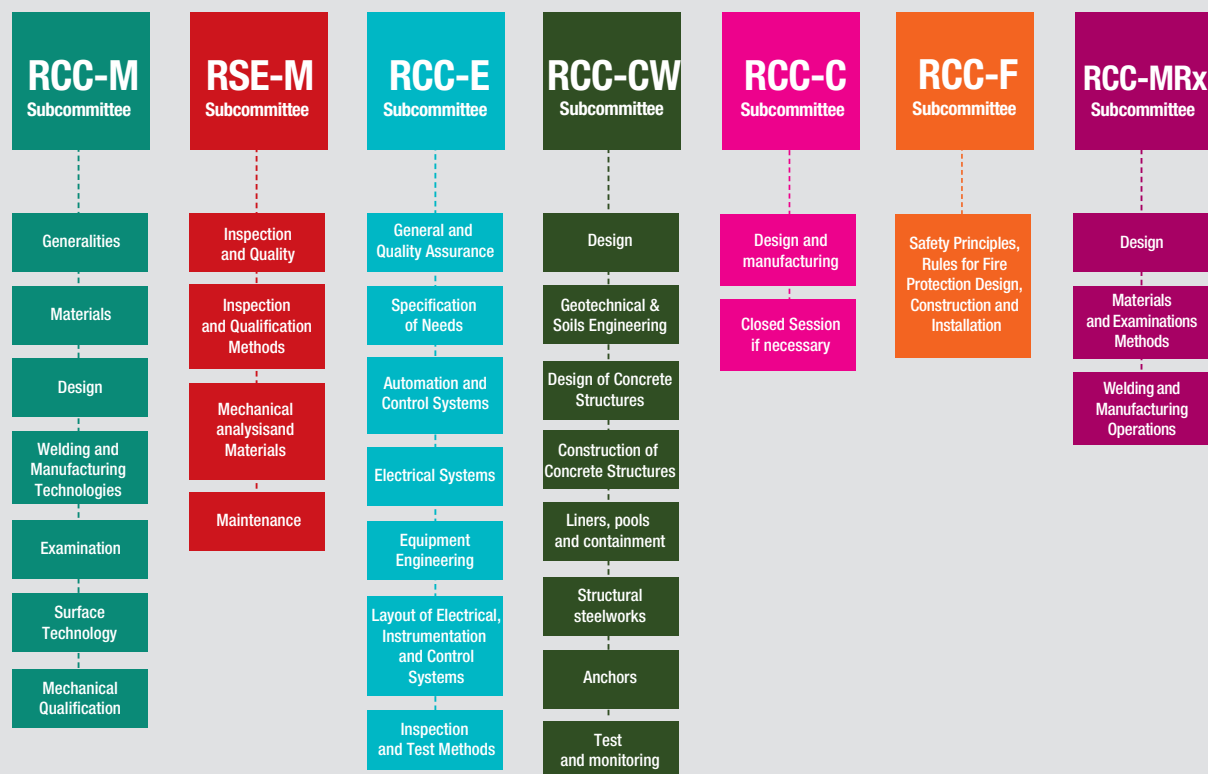 RCC-M
Subcommittee
Generalities
Materials
Design
Welding and
Manufacturing
Technologies
Examination
Surface
Technology
Mechanical
Qualification
RSE-M
Subcommittee
Inspection
and Quality
Inspection
and Qualification
Methods
Mechanical
analysisand
Materials
Maintenance
RCC-E
Subcommittee
General and
Quality Assurance
Specification
of Needs
Automation and
Control Systems
Electrical Systems
Equipment
Engineering
Layout of Electrical,
Instrumentation
and Control
Systems
Inspection
and Test Methods
RCC-CW
Subcommittee
Design
Geotechnical &
Soils Engineering
Design of Concrete
Structures
Construction of
Concrete Structures
Liners, pools
and containment
Structural
steelworks
Anchors
Test
and monitoring
RCC-C
Subcommittee
Design and
manufacturing
Closed Session
if necessary
RCC-F
Subcommittee
Safety Principles,
Rules for Fire
Protection Design,
Construction and
Installation
RCC-MRx
Subcommittee
Design
Materials
and Examinations
Methods
Welding and
Manufacturing
Operations